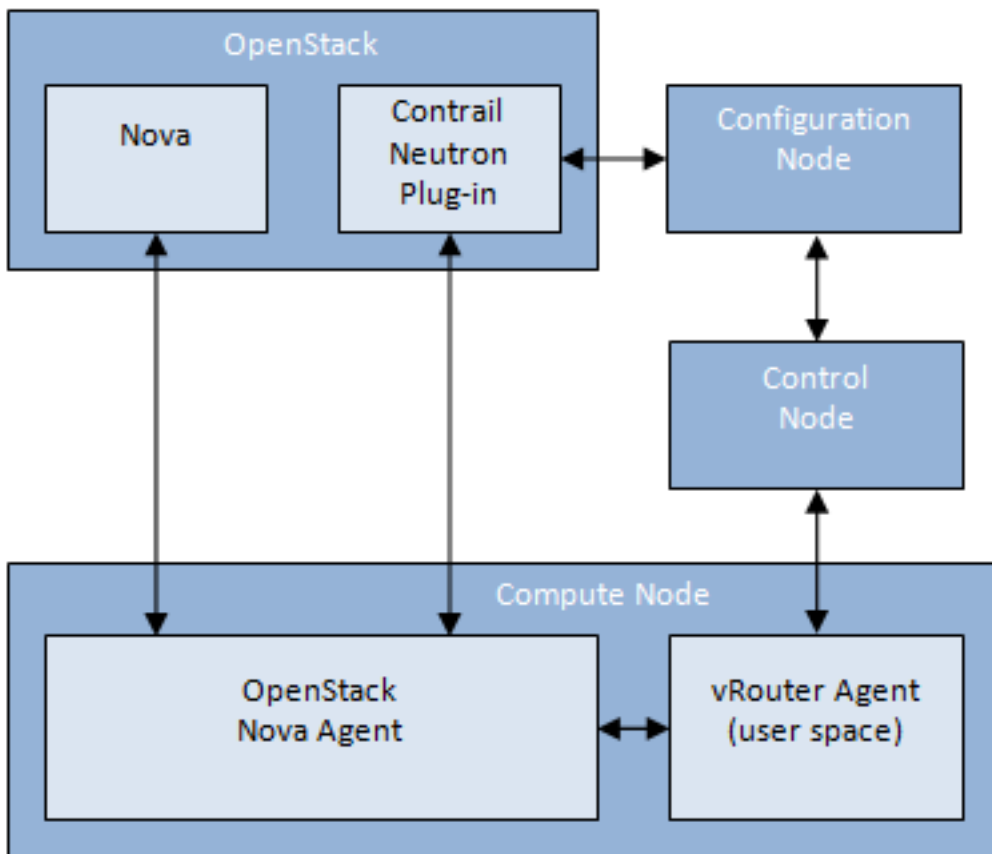 OpenStack
Nova
Contrail
Neutron
Plug-in
Configuration
Node
Control
Node
Compute Node
OpenStack
Nova Agent
vRouter Agent
(user space)